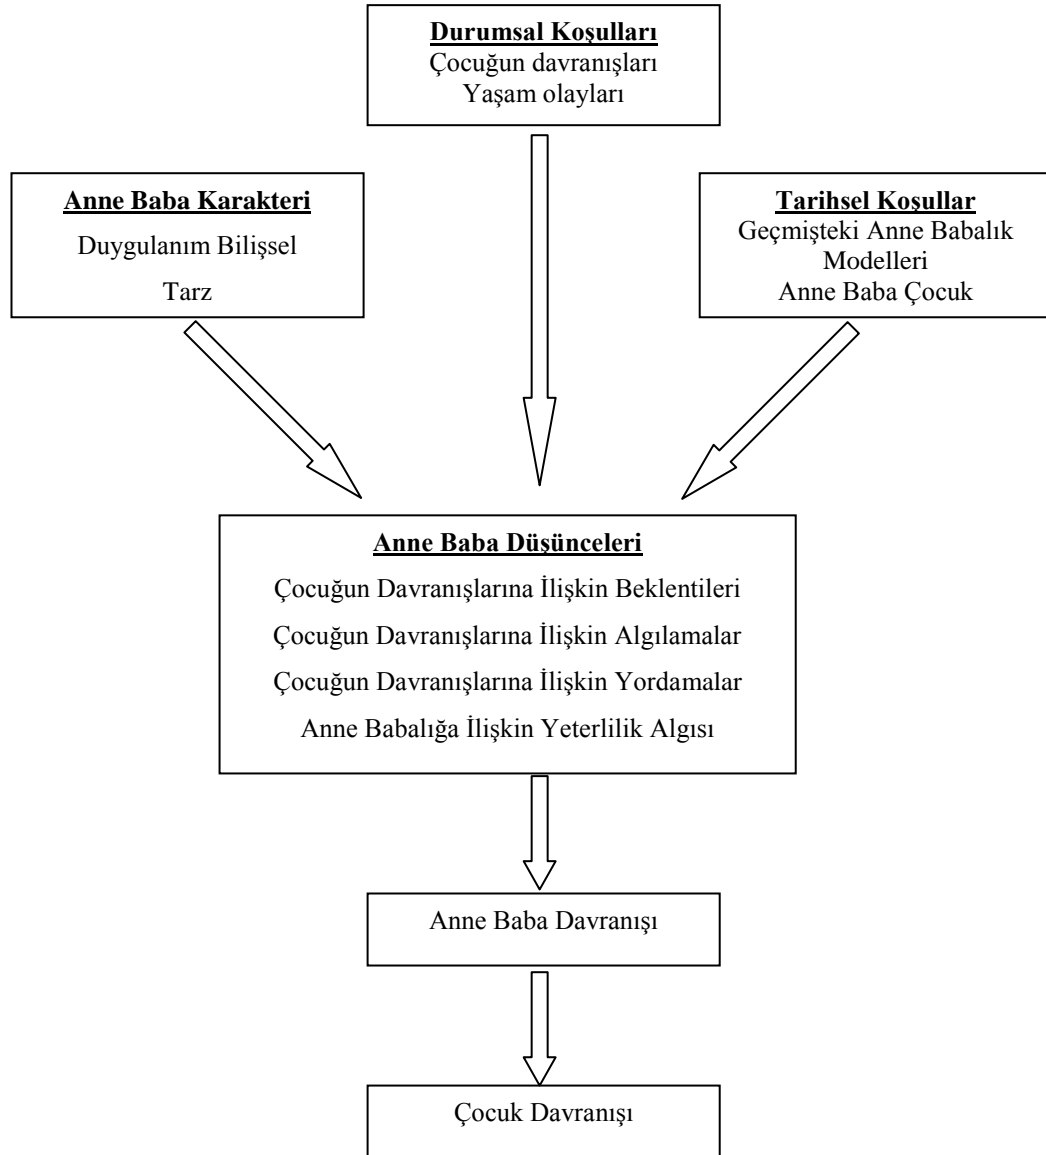 Durumsal Koşulları
Çocuğun davranışları
Yaşam olayları
Anne Baba Karakteri
Duygulanım Bilişsel
Tarz
Tarihsel Koşullar
Geçmişteki Anne Babalık
Modelleri
Anne Baba Çocuk
Anne Baba Düşünceleri
Çocuğun Davranışlarına İlişkin Beklentileri
Çocuğun Davranışlarına İlişkin Algılamalar
Çocuğun Davranışlarına İlişkin Yordamalar
Anne Babalığa İlişkin Yeterlilik Algısı
Anne Baba Davranışı
Çocuk Davranışı